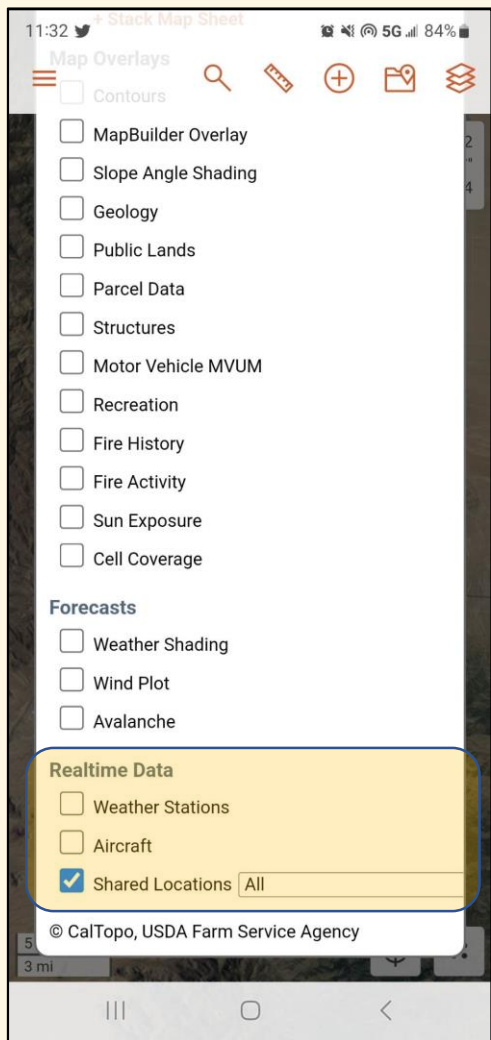 + Stack Map Sheet
11:32 5G 84%
Map Overlays
Contours
MapBuilder Overlay
Slope Angle Shading
Geology
Public Lands
Parcel Data
Structures
Motor Vehicle MVUM
Recreation
Fire History
Fire Activity
Sun Exposure
Cell Coverage
Forecasts
Weather Shading
Wind Plot
Avalanche
Realtime Data
Weather Stations
Aircraft
Shared Locations All
© CalTopo, USDA Farm Service Agency
5
3 mi